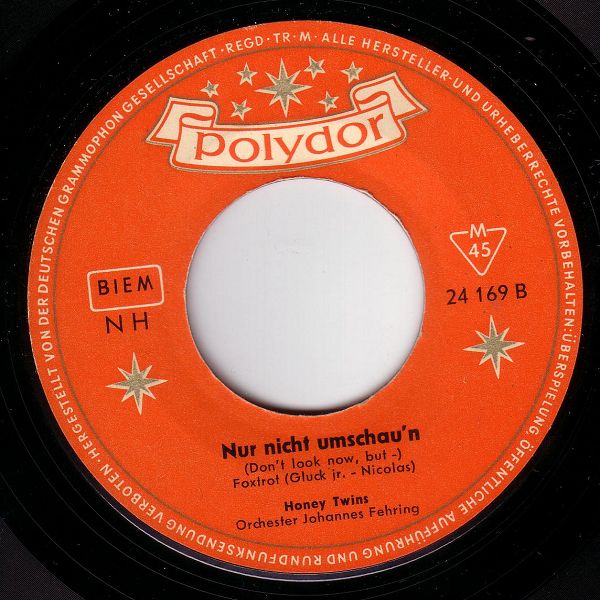 HERGESTELLT VON DER DEUTSCHEN GRAMMOPHON GESELLSCHAFT · REGD · TR · M · ALLE HERSTELLER- UND URHEBERRECHTE VORBEHALTEN: ÜBERSPIELUNG, ÖFFENTLICHE AUFFÜHRUNG UND RUNDFUNKSENDUNG VERBOTEN ·
polydor
BIEM
NH
M
45
24 169 B
Nur nicht umschau'n
(Don't look now, but -)
Foxtrot (Gluck jr. - Nicolas)
Honey Twins
Orchester Johannes Fehring